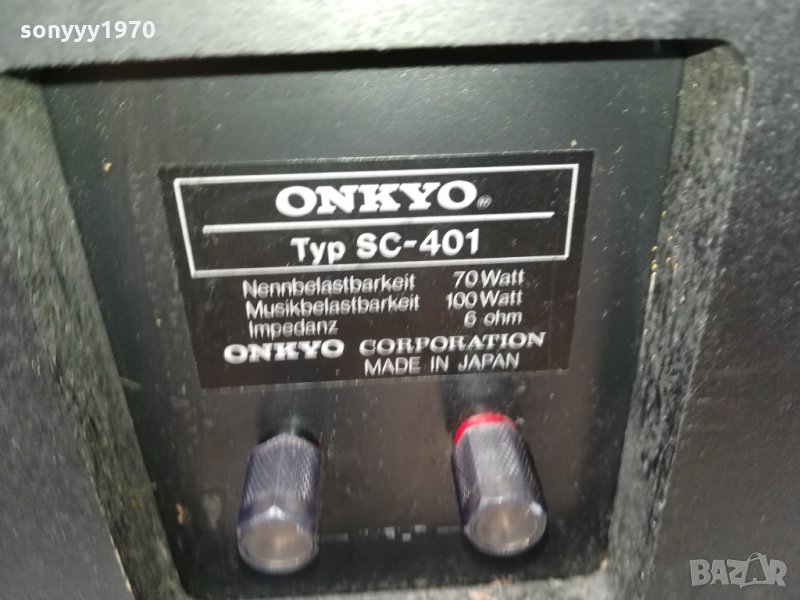 sonyyy1970
ONKYO®
Typ SC-401
Nennbelastbarkeit 70 Watt
Musikbelastbarkeit 100 Watt
Impedanz 6 ohm
ONKYO CORPORATION
MADE IN JAPAN
BAZAR